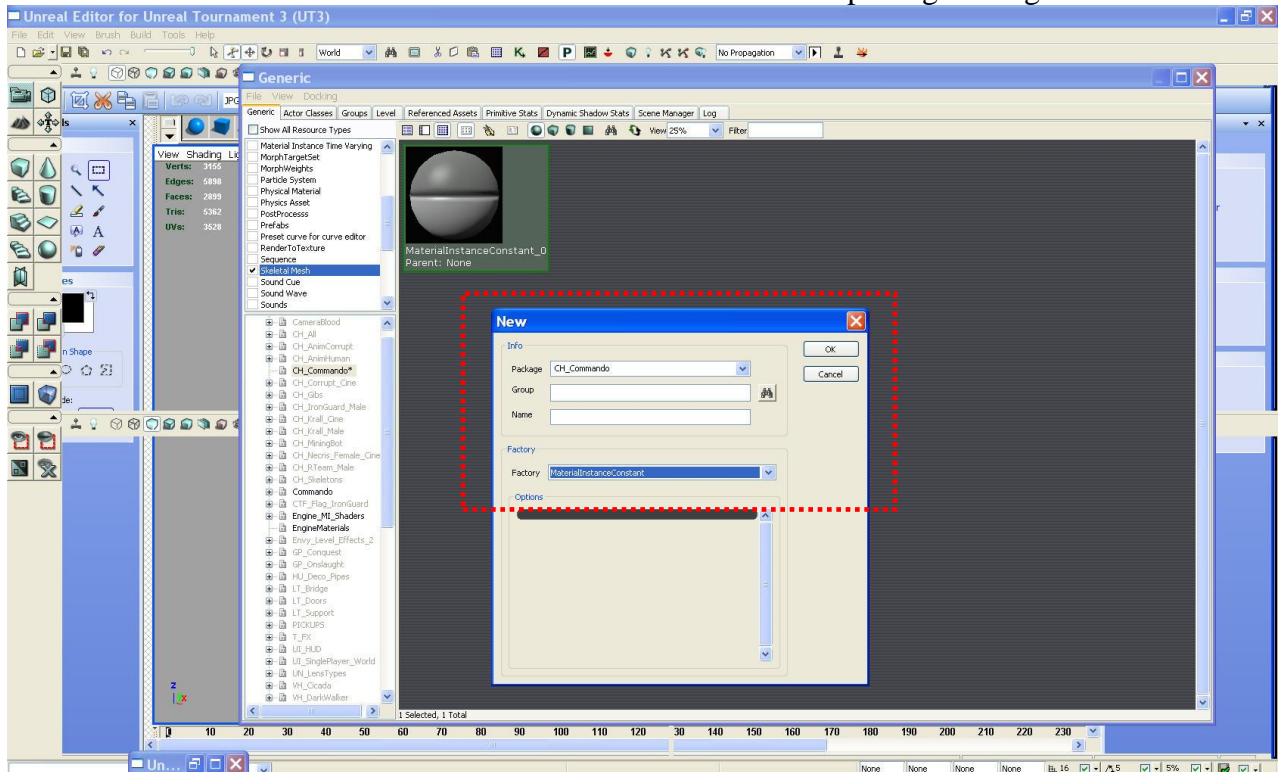 Unreal Editor for Unreal Tournament 3 (UT3)
File Edit View Brush Build Tools Help
World
No Propagation
Generic
File View Docking
Generic Actor Classes Groups Level Referenced Assets Primitive Stats Dynamic Shadow Stats Scene Manager Log
Show All Resource Types
View 25%
Filter
JPG
View Shading
Verts: 3155
Edges: 5898
Faces: 2899
Tris: 5362
UVs: 3528
Material Instance Time Varying
MorphTargetSet
MorphWeights
Particle System
Physical Material
Physics Asset
PostProcesss
Prefabs
Preset curve for curve editor
RenderToTexture
Sequence
Skeletal Mesh
Sound Cue
Sound Wave
Sounds
MaterialInstanceConstant_0
Parent: None
n Shape
CameraBlood
CH_All
CH_AnimCorrupt
CH_AnimHuman
CH_Commando*
CH_Corrupt_Cine
CH_Gibs
CH_IronGuard_Male
CH_Krall_Cine
CH_Krall_Male
CH_MiningBot
CH_Necris_Female_Cine
CH_RTeam_Male
CH_Skeletons
Commando
CTF_Flag_IronGuard
Engine_MI_Shaders
EngineMaterials
Envy_Level_Effects_2
GP_Conquest
GP_Onslaught
HU_Deco_Pipes
LT_Bridge
LT_Doors
LT_Support
PICKUPS
T_FX
UI_HUD
UI_SinglePlayer_World
UN_LensTypes
VH_Cicada
VH_DarkWalker
New
Info
Package CH_Commando
Group
Name
OK
Cancel
Factory
Factory MaterialInstanceConstant
Options
1 Selected, 1 Total
z
x
0 10 20 30 40 50 60 70 80 90 100 110 120 30 140 150 160 170 180 190 200 210 220 230
Un...
None None None None 16 5 5%